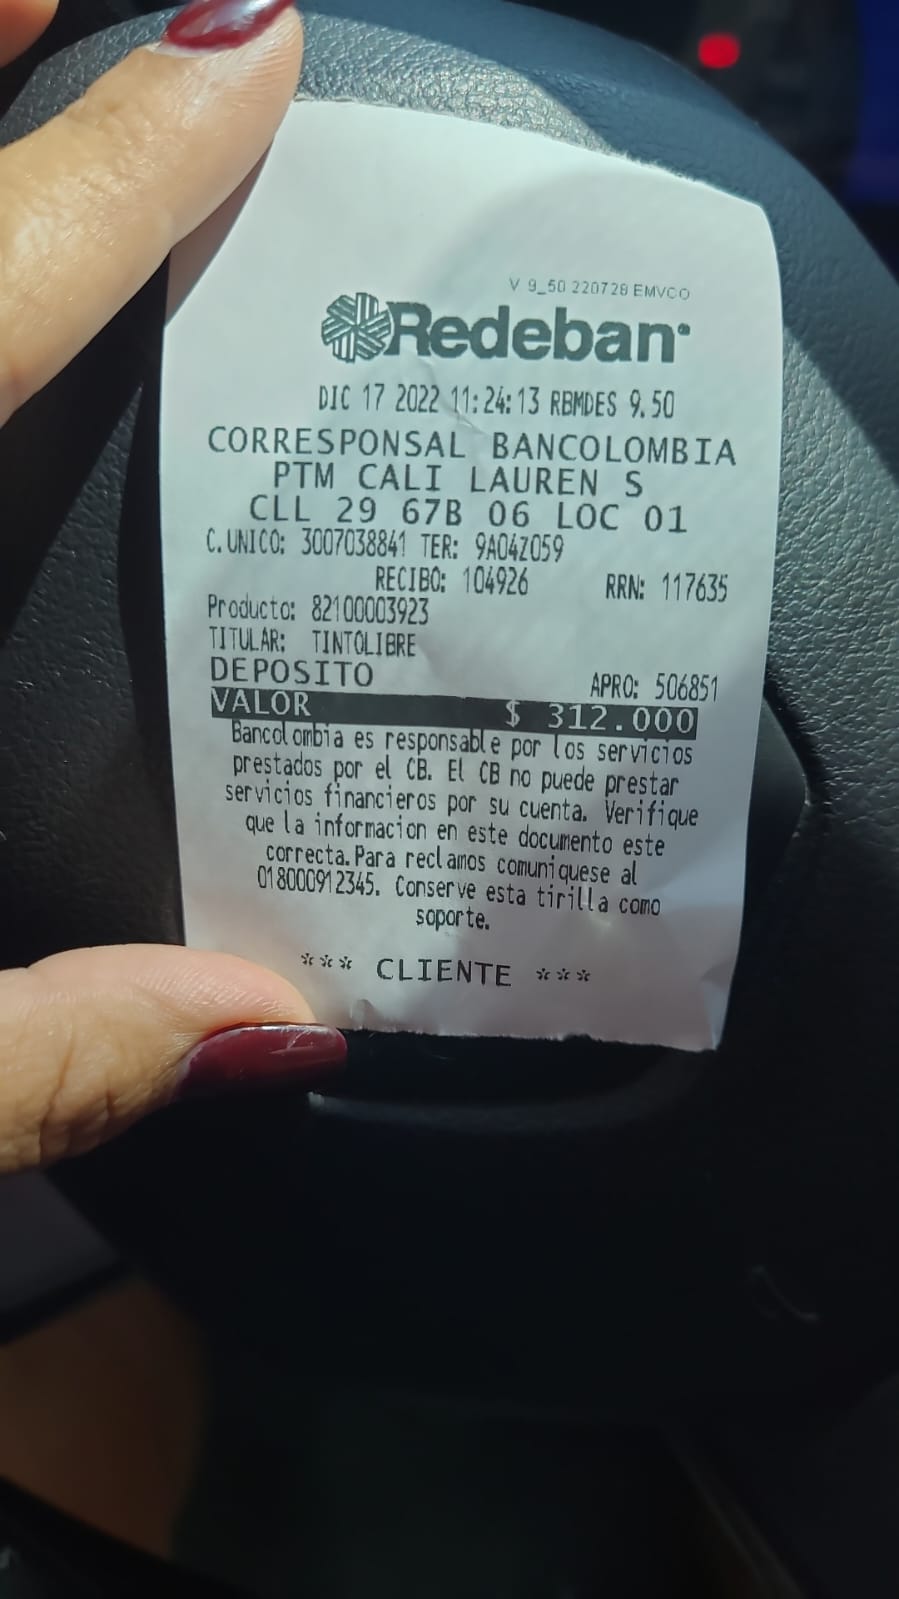 V 9_50 220728 EMVCO
Redeban
DIC 17 2022 11:24:13 RBMDES 9.50
CORRESPONSAL BANCOLOMBIA
PTM CALI LAUREN S
CLL 29 67B 06 LOC 01
C.UNICO: 3007038841 TER: 9A04Z059
RECIBO: 104926 RRN: 117635
Producto: 82100003923
TITULAR: TINTOLIBRE
DEPOSITO APRO: 506851
VALOR $ 312.000
Bancolombia es responsable por los servicios
prestados por el CB. El CB no puede prestar
servicios financieros por su cuenta. Verifique
que la informacion en este documento este
correcta.Para reclamos comuniquese al
018000912345. Conserve esta tirilla como
soporte.
*** CLIENTE ***